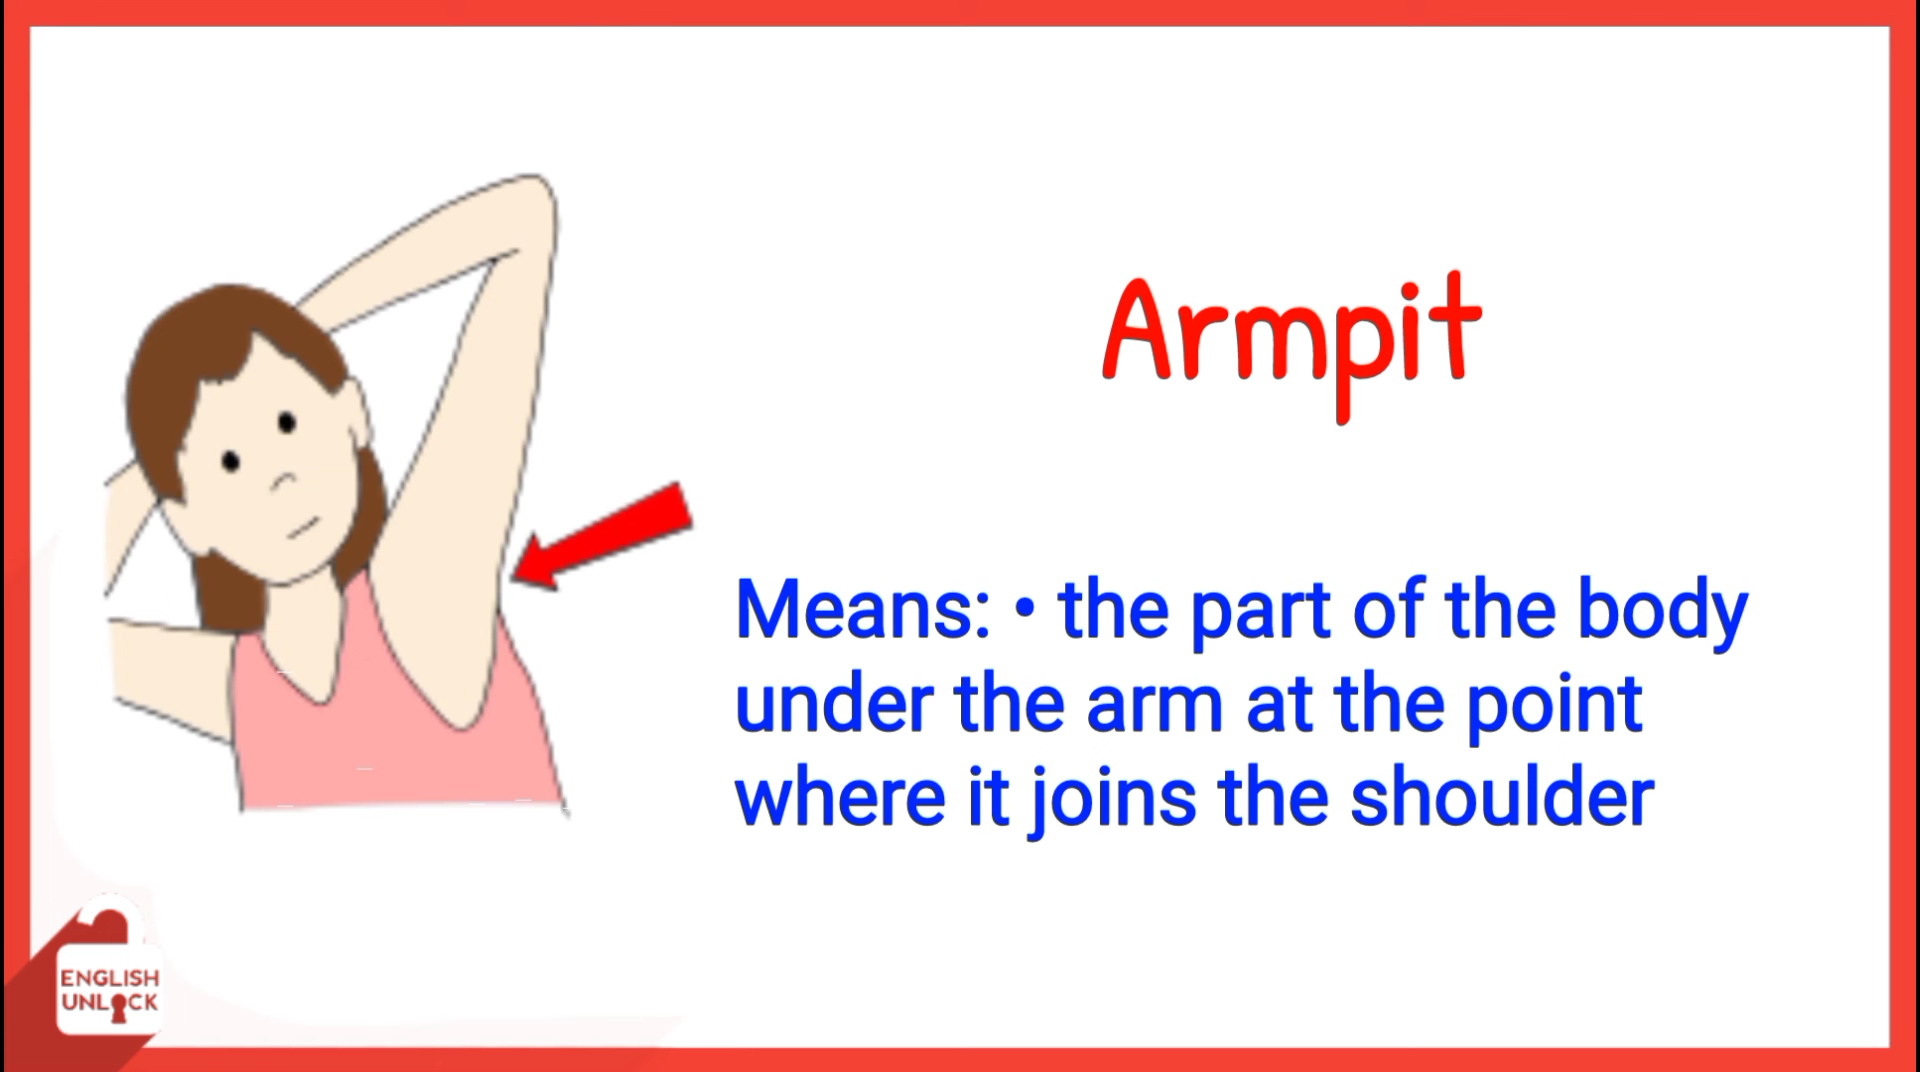 Armpit
Means: • the part of the body
under the arm at the point
where it joins the shoulder
ENGLISH
UNLOCK